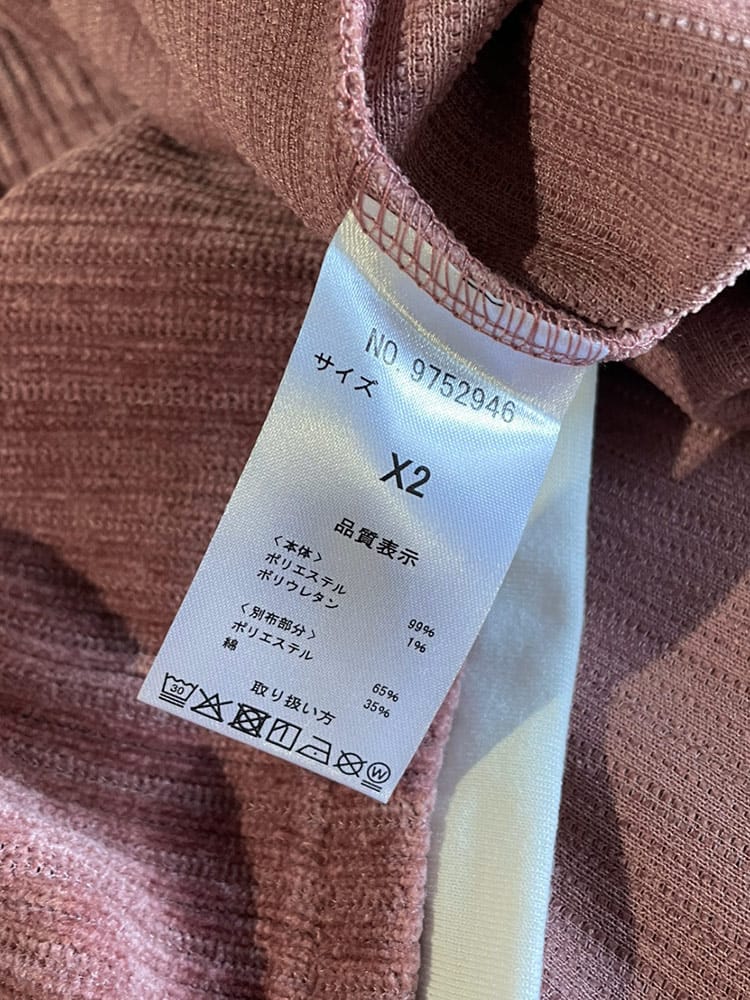 NO. 9752946
サイズ
X2
品質表示
〈本体〉
ポリエステル 99%
ポリウレタン 1%
〈別布部分〉
ポリエステル 65%
綿 35%
取り扱い方
30
W